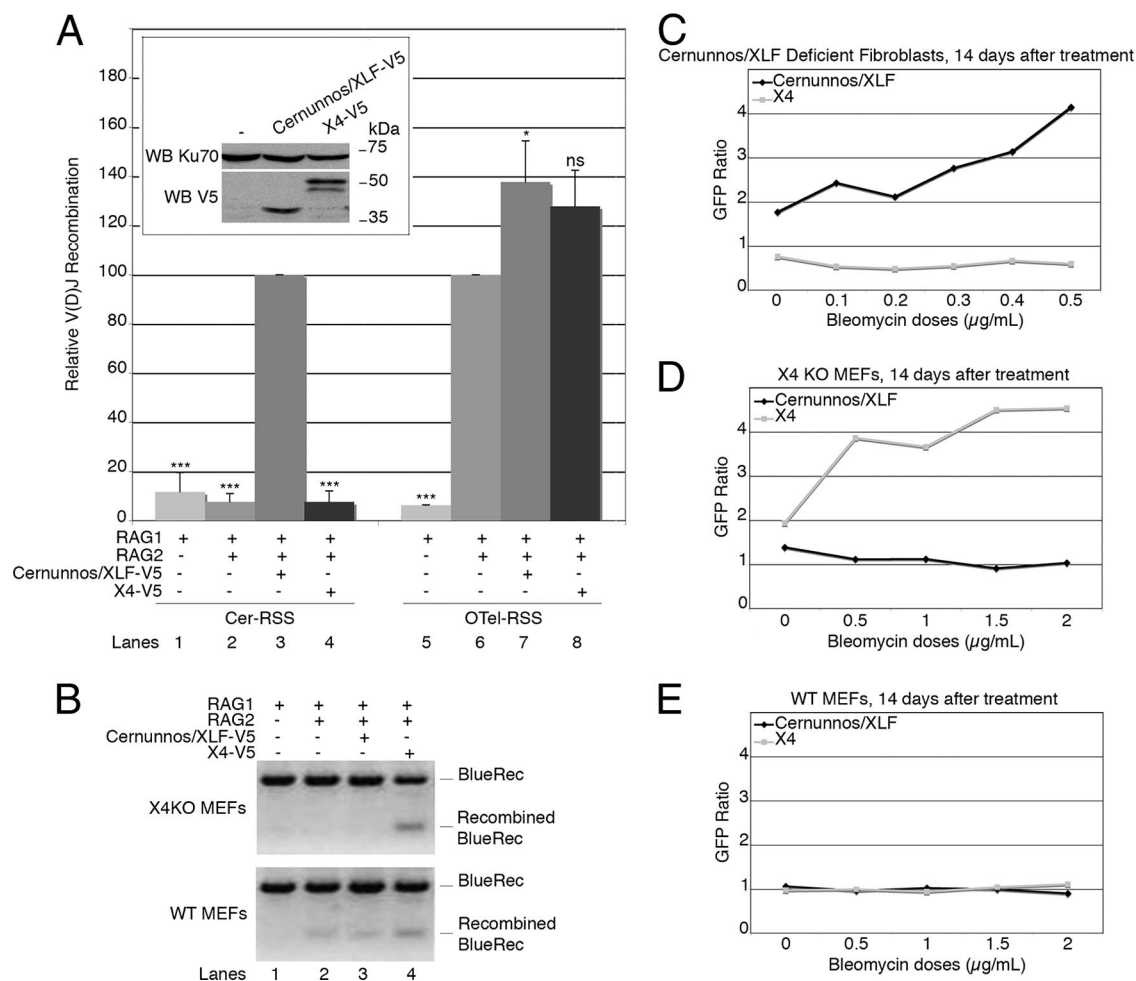 A
Relative V(D)J Recombination
180
160
140
120
100
80
60
40
20
0
- Cernunnos/XLF-V5 X4-V5 kDa
WB Ku70 -75
WB V5 -50
-35
*** *** *** *** * ns
RAG1 + + + + + + + +
RAG2 - + + + - + + +
Cernunnos/XLF-V5 - - + - - - + -
X4-V5 - - - + - - - +
Cer-RSS OTel-RSS
Lanes 1 2 3 4 5 6 7 8
B
RAG1 + + + +
RAG2 - + + +
Cernunnos/XLF-V5 - - + -
X4-V5 - - - +
X4KO MEFs
BlueRec
Recombined
BlueRec
WT MEFs
BlueRec
Recombined
BlueRec
Lanes 1 2 3 4
C
Cernunnos/XLF Deficient Fibroblasts, 14 days after treatment
Cernunnos/XLF
X4
GFP Ratio
4
3
2
1
0
0 0.1 0.2 0.3 0.4 0.5
Bleomycin doses (µg/mL)
D
X4 KO MEFs, 14 days after treatment
Cernunnos/XLF
X4
GFP Ratio
4
3
2
1
0
0 0.5 1 1.5 2
Bleomycin doses (µg/mL)
E
WT MEFs, 14 days after treatment
Cernunnos/XLF
X4
GFP Ratio
4
3
2
1
0
0 0.5 1 1.5 2
Bleomycin doses (µg/mL)